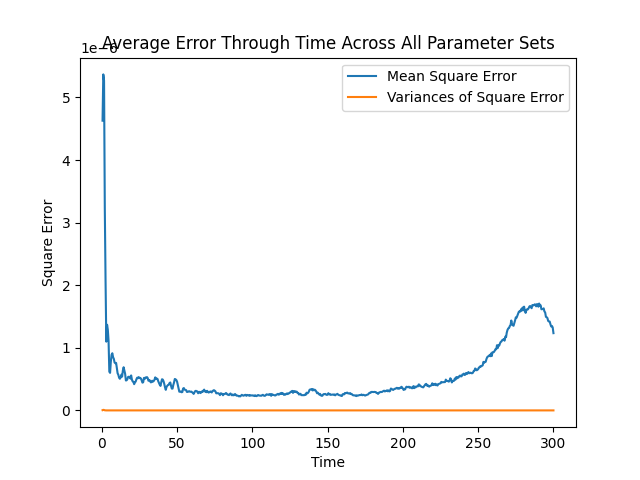 Average Error Through Time Across All Parameter Sets
Mean Square Error
Variances of Square Error
5
4
3
2
1
0
Square Error
0
50
100
150
200
250
300
Time